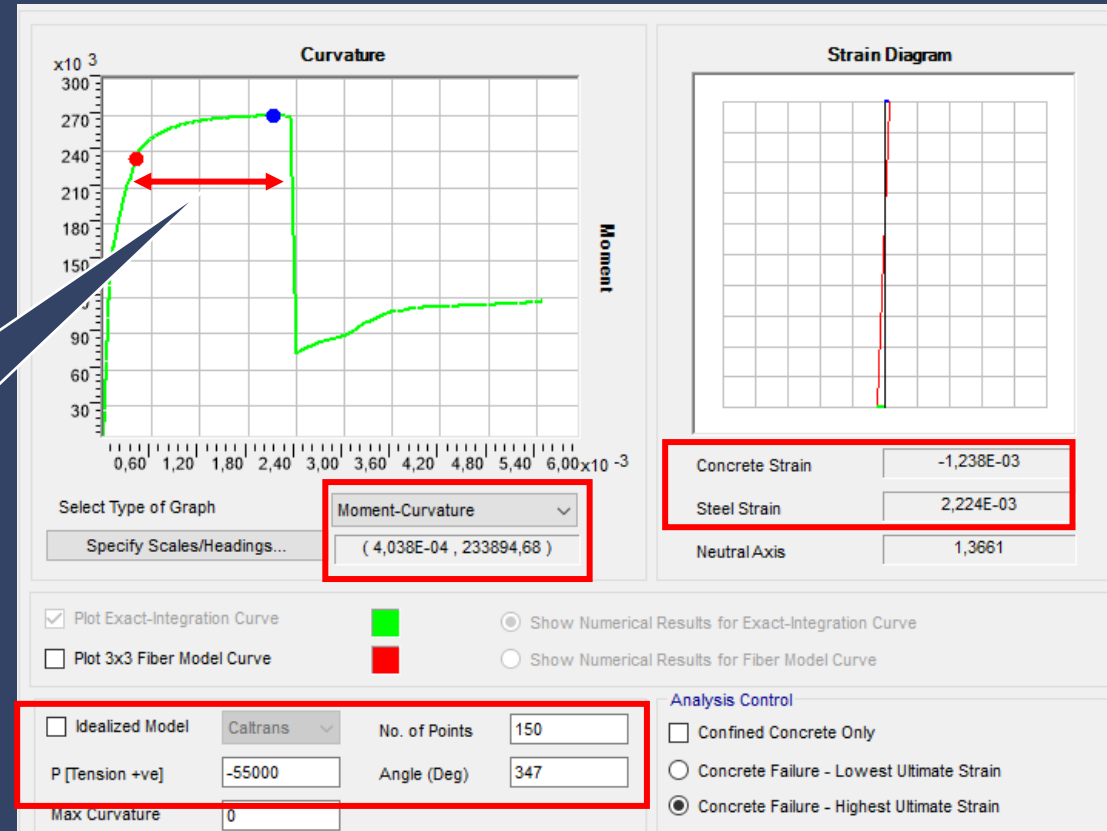 Curvature
x10 3
300
270
240
210
180
150
90
60
30
Moment
0,60 1,20 1,80 2,40 3,00 3,60 4,20 4,80 5,40 6,00 x10 -3
Select Type of Graph
Moment-Curvature
Specify Scales/Headings...
( 4,038E-04 , 233894,68 )
Strain Diagram
Concrete Strain -1,238E-03
Steel Strain 2,224E-03
Neutral Axis 1,3661
Plot Exact-Integration Curve
Show Numerical Results for Exact-Integration Curve
Plot 3x3 Fiber Model Curve
Show Numerical Results for Fiber Model Curve
Idealized Model Caltrans No. of Points 150
P [Tension +ve] -55000 Angle (Deg) 347
Max Curvature 0
Analysis Control
Confined Concrete Only
Concrete Failure - Lowest Ultimate Strain
Concrete Failure - Highest Ultimate Strain